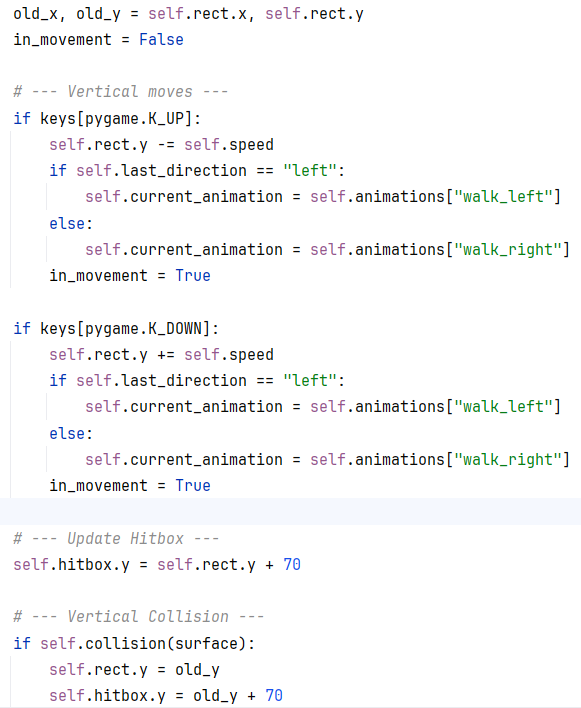 old_x, old_y = self.rect.x, self.rect.y
in_movement = False

# --- Vertical moves ---
if keys[pygame.K_UP]:
    self.rect.y -= self.speed
    if self.last_direction == "left":
        self.current_animation = self.animations["walk_left"]
    else:
        self.current_animation = self.animations["walk_right"]
    in_movement = True

if keys[pygame.K_DOWN]:
    self.rect.y += self.speed
    if self.last_direction == "left":
        self.current_animation = self.animations["walk_left"]
    else:
        self.current_animation = self.animations["walk_right"]
    in_movement = True

# --- Update Hitbox ---
self.hitbox.y = self.rect.y + 70

# --- Vertical Collision ---
if self.collision(surface):
    self.rect.y = old_y
    self.hitbox.y = old_y + 70